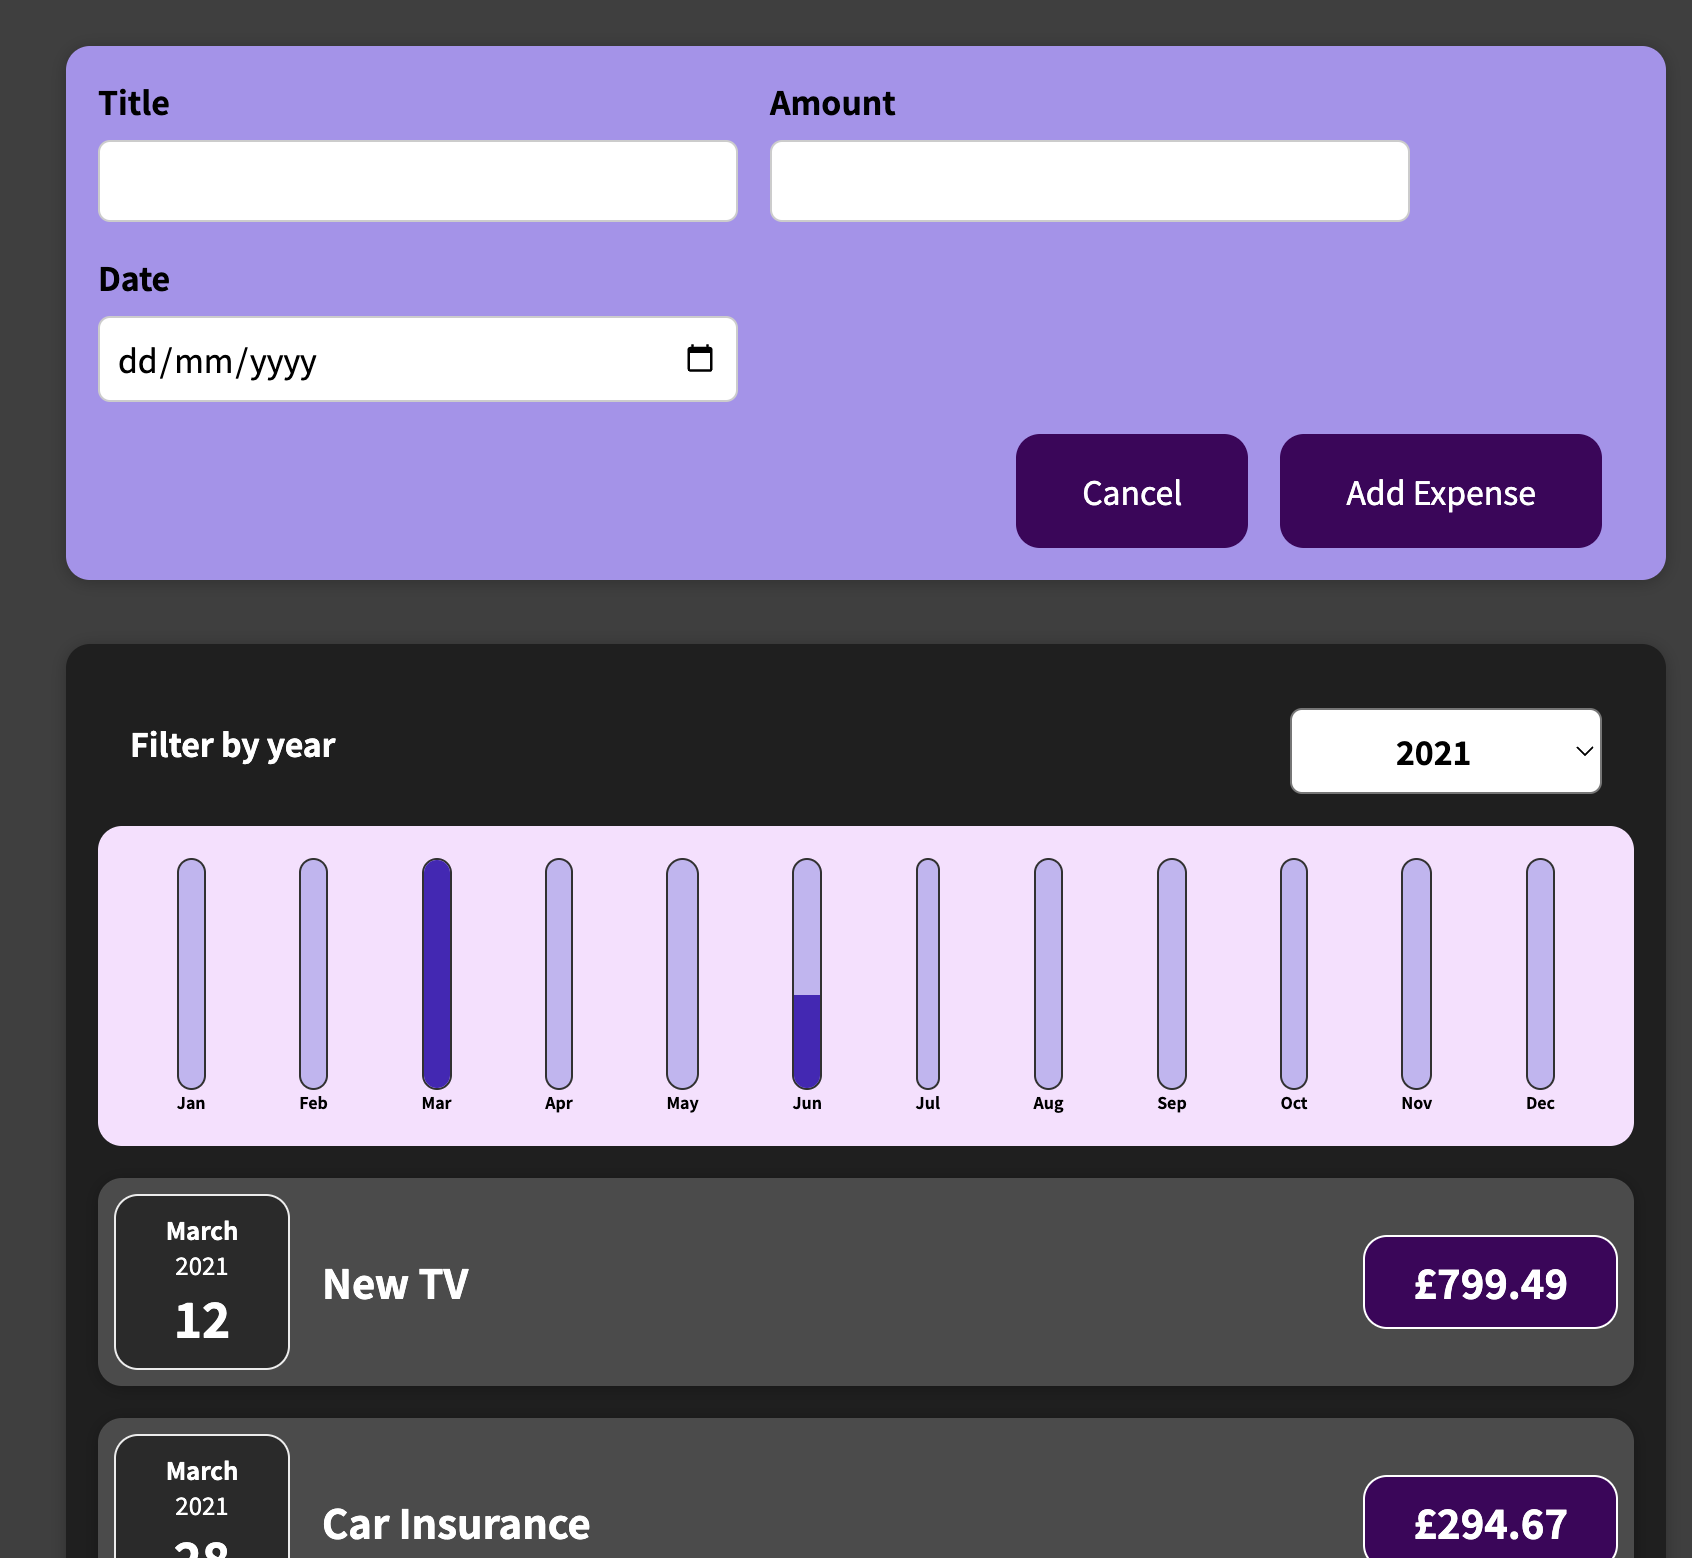 Title
Amount
Date
dd/mm/yyyy
Cancel
Add Expense
Filter by year
2021
Jan
Feb
Mar
Apr
May
Jun
Jul
Aug
Sep
Oct
Nov
Dec
March
2021
12
New TV
£799.49
March
2021
28
Car Insurance
£294.67